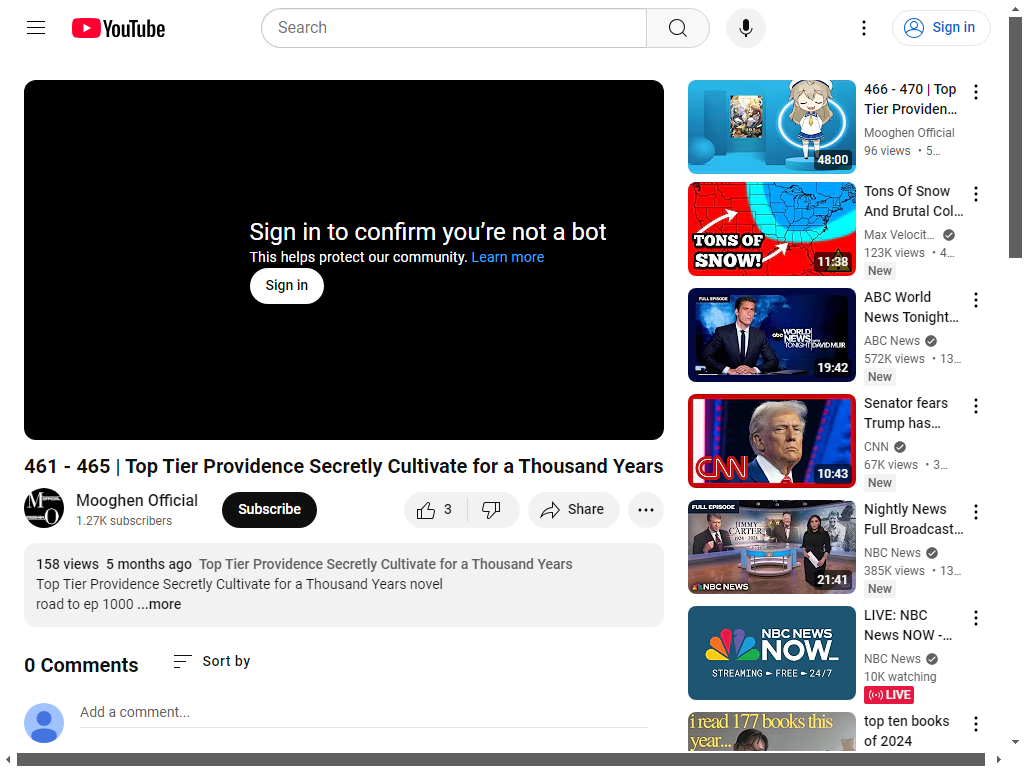 YouTube
Search
Sign in
Sign in to confirm you’re not a bot
This helps protect our community. Learn more
Sign in
461 - 465 | Top Tier Providence Secretly Cultivate for a Thousand Years
Mooghen Official
1.27K subscribers
Subscribe
3
Share
158 views 5 months ago Top Tier Providence Secretly Cultivate for a Thousand Years
Top Tier Providence Secretly Cultivate for a Thousand Years novel
road to ep 1000 ...more
0 Comments
Sort by
Add a comment...
48:00
466 - 470 | Top
Tier Providen...
Mooghen Official
96 views • 5...
TONS OF
SNOW!
11:38
Tons Of Snow
And Brutal Col...
Max Velocit...
123K views • 4...
New
FULL EPISODE
abc WORLD
NEWS
TONIGHT DAVID MUIR
19:42
ABC World
News Tonight...
ABC News
572K views • 13...
New
CNN
10:43
Senator fears
Trump has...
CNN
67K views • 3...
New
FULL EPISODE
JIMMY
CARTER
NBC NEWS
21:41
Nightly News
Full Broadcast...
NBC News
385K views • 13...
New
NBC NEWS
NOW_
STREAMING FREE 24/7
LIVE: NBC
News NOW -...
NBC News
10K watching
LIVE
i read 177 books this
year...
top ten books
of 2024